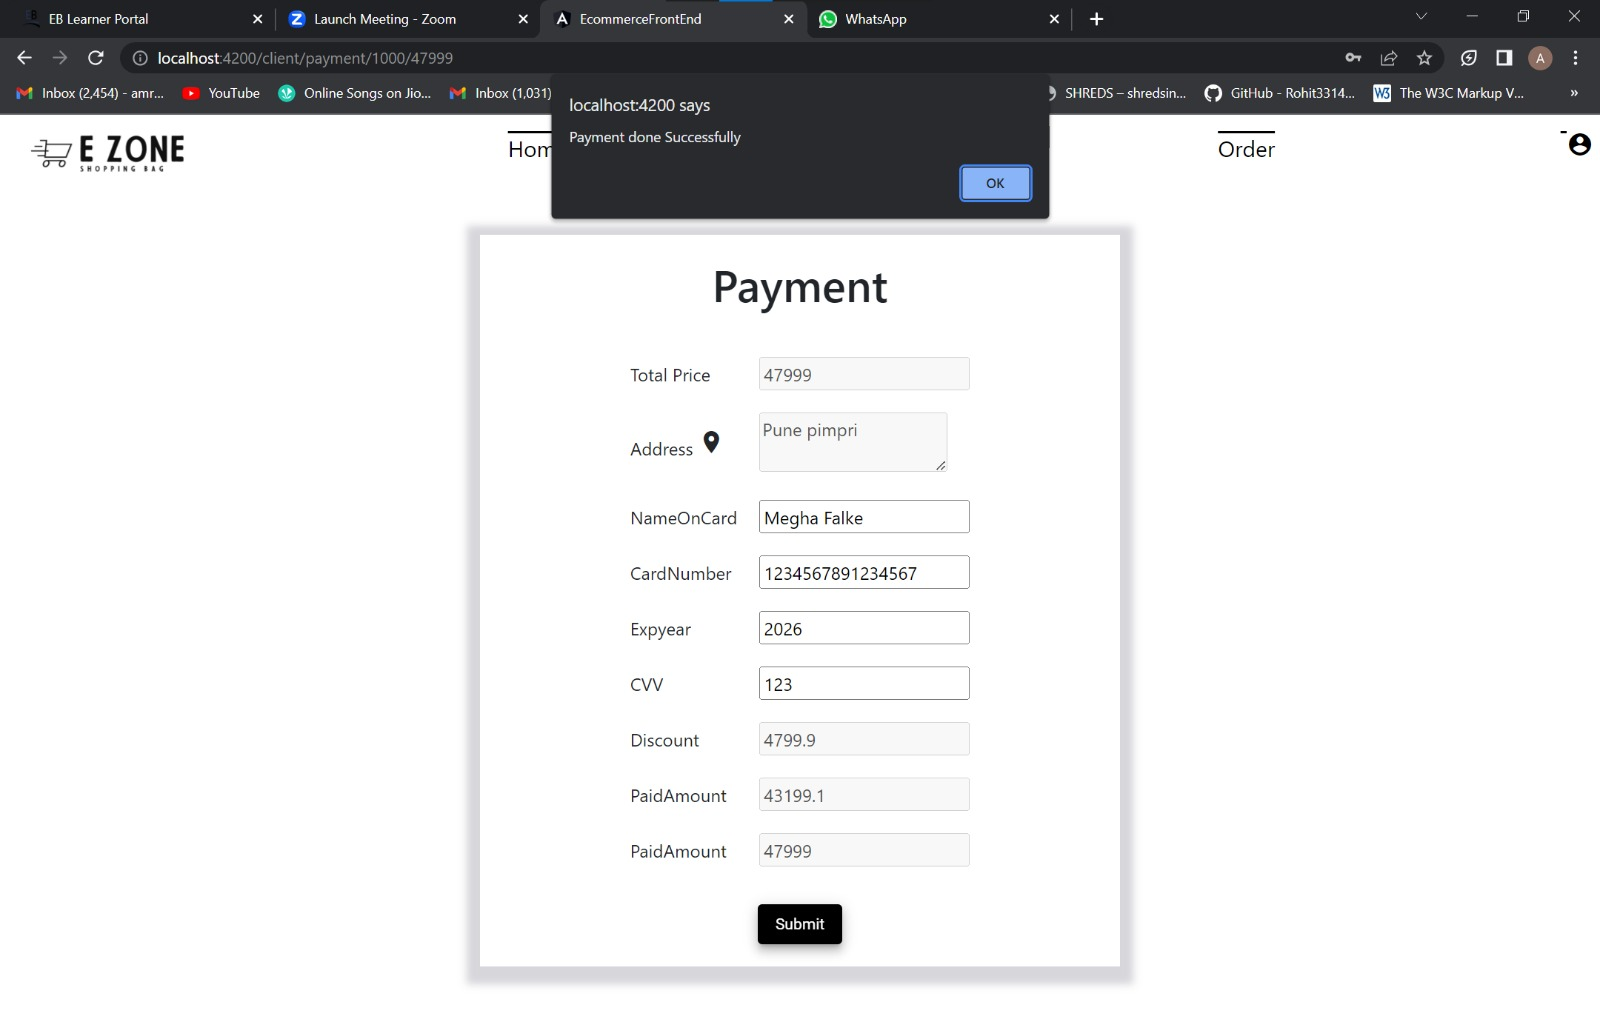 EB Learner Portal
Launch Meeting - Zoom
EcommerceFrontEnd
WhatsApp
localhost:4200/client/payment/1000/47999
A
Inbox (2,454) - amr...
YouTube
Online Songs on Jio...
Inbox (1,031)
SHREDS – shredsin...
GitHub - Rohit3314...
The W3C Markup V...
»
localhost:4200 says
Payment done Successfully
OK
E ZONE
SHOPPING BAG
Hom
Order
Payment
Total Price 47999
Address Pune pimpri
NameOnCard Megha Falke
CardNumber 1234567891234567
Expyear 2026
CVV 123
Discount 4799.9
PaidAmount 43199.1
PaidAmount 47999
Submit